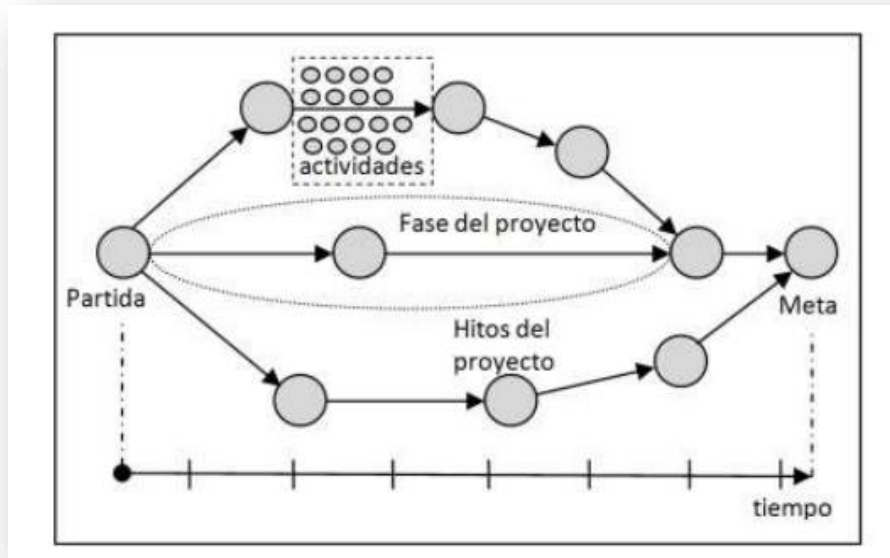 actividades
Fase del proyecto
Partida
Meta
Hitos del
proyecto
tiempo